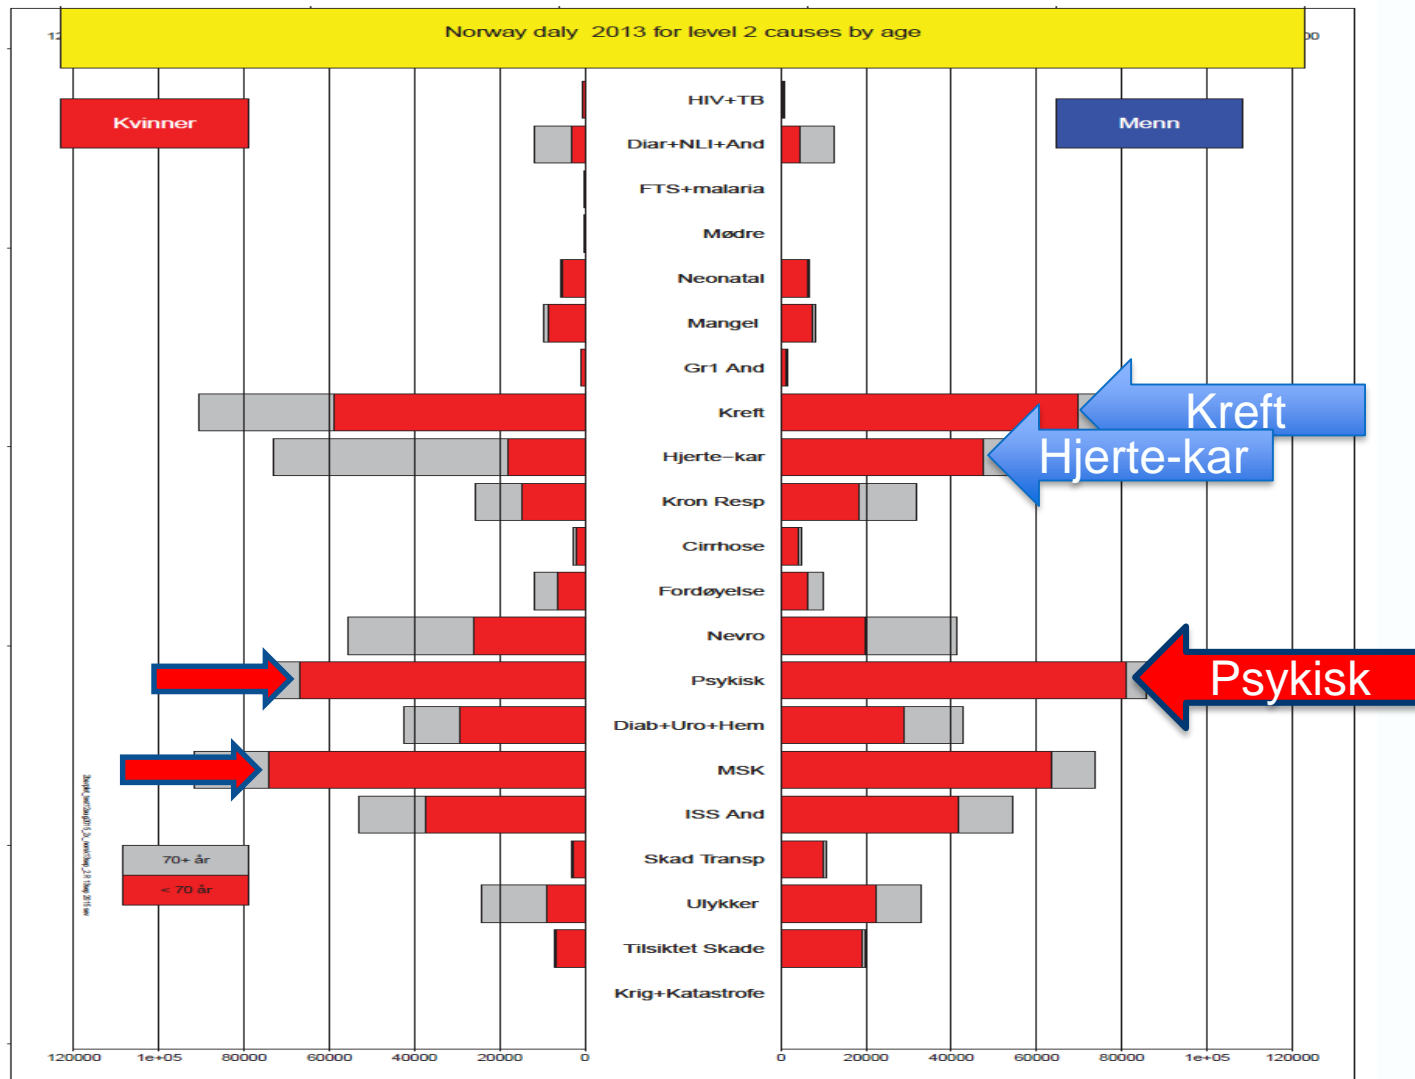 Norway daly 2013 for level 2 causes by age
Kvinner
Menn
HIV+TB
Diar+NLI+And
FTS+malaria
Mødre
Neonatal
Mangel
Gr1 And
Kreft
Kreft
Hjerte−kar
Hjerte-kar
Kron Resp
Cirrhose
Fordøyelse
Nevro
Psykisk
Psykisk
Diab+Uro+Hem
MSK
ISS And
Skad Transp
Ulykker
Tilsiktet Skade
Krig+Katastrofe
70+ år
< 70 år
120000 1e+05 80000 60000 40000 20000 0
0 20000 40000 60000 80000 1e+05 120000